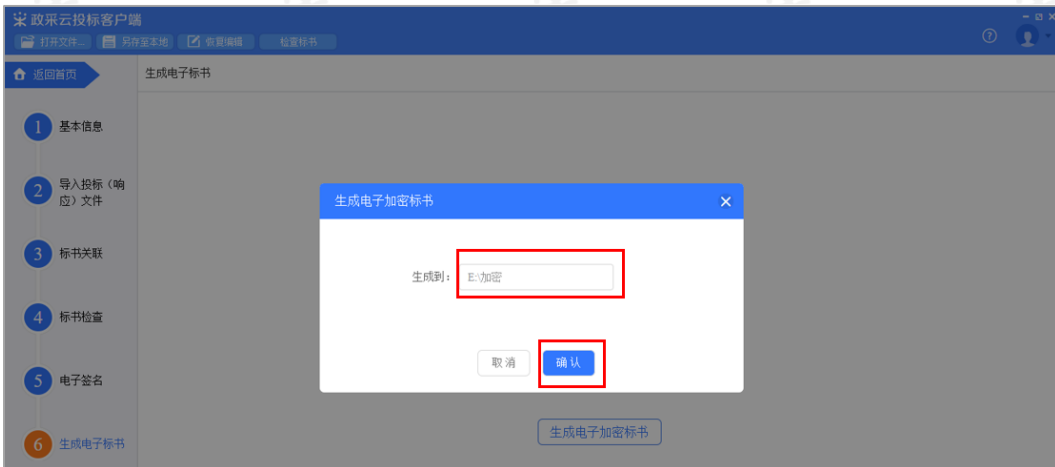 政采云投标客户端
打开文件... 另存至本地 恢复编辑 检查标书
返回首页
生成电子标书
1 基本信息
2 导入投标（响
应）文件
3 标书关联
4 标书检查
5 电子签名
6 生成电子标书
生成电子加密标书
生成到： E:\加密
取消 确认
生成电子加密标书